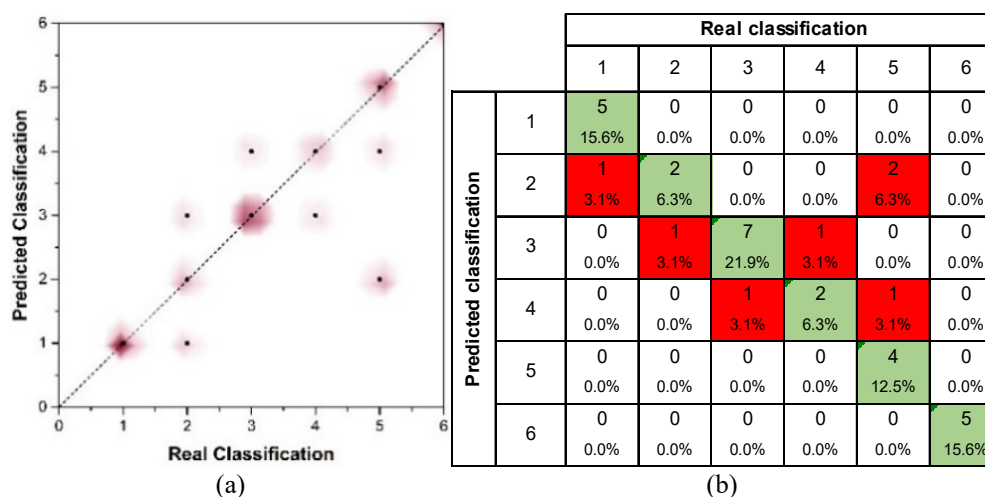 6
5
4
3
2
1
0
Predicted Classification
0 1 2 3 4 5 6
Real Classification
(a)
Real classification
1 2 3 4 5 6
Predicted classification
1
5 0 0 0 0 0
15.6% 0.0% 0.0% 0.0% 0.0% 0.0%
2
1 2 0 0 2 0
3.1% 6.3% 0.0% 0.0% 6.3% 0.0%
3
0 1 7 1 0 0
0.0% 3.1% 21.9% 3.1% 0.0% 0.0%
4
0 0 1 2 1 0
0.0% 0.0% 3.1% 6.3% 3.1% 0.0%
5
0 0 0 0 4 0
0.0% 0.0% 0.0% 0.0% 12.5% 0.0%
6
0 0 0 0 0 5
0.0% 0.0% 0.0% 0.0% 0.0% 15.6%
(b)